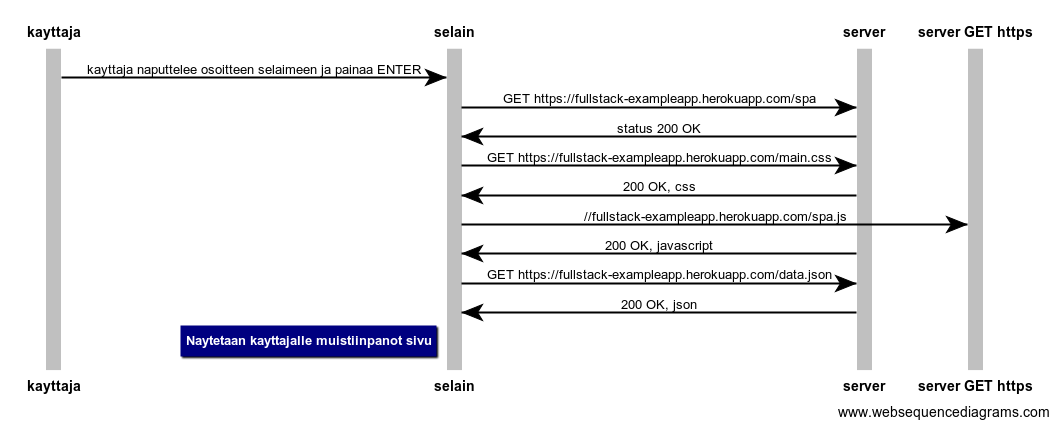 kayttaja
selain
server
server GET https
kayttaja naputtelee osoitteen selaimeen ja painaa ENTER
GET https://fullstack-exampleapp.herokuapp.com/spa
status 200 OK
GET https://fullstack-exampleapp.herokuapp.com/main.css
200 OK, css
//fullstack-exampleapp.herokuapp.com/spa.js
200 OK, javascript
GET https://fullstack-exampleapp.herokuapp.com/data.json
200 OK, json
Naytetaan kayttajalle muistiinpanot sivu
kayttaja
selain
server
server GET https
www.websequencediagrams.com